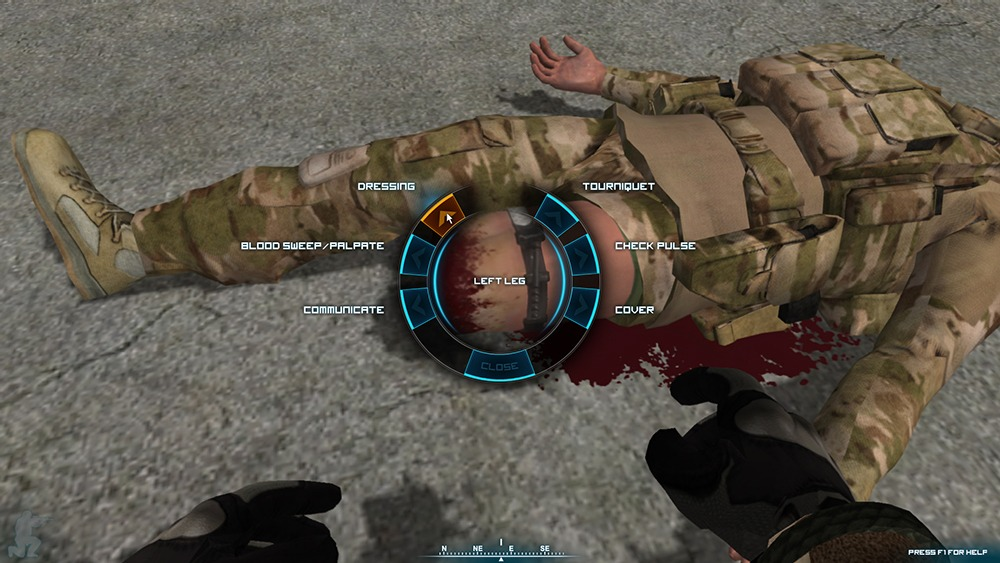 DRESSING
TOURNIQUET
BLOOD SWEEP/PALPATE
CHECK PULSE
LEFT LEG
COMMUNICATE
COVER
CLOSE
N NE E SE
PRESS F1 FOR HELP